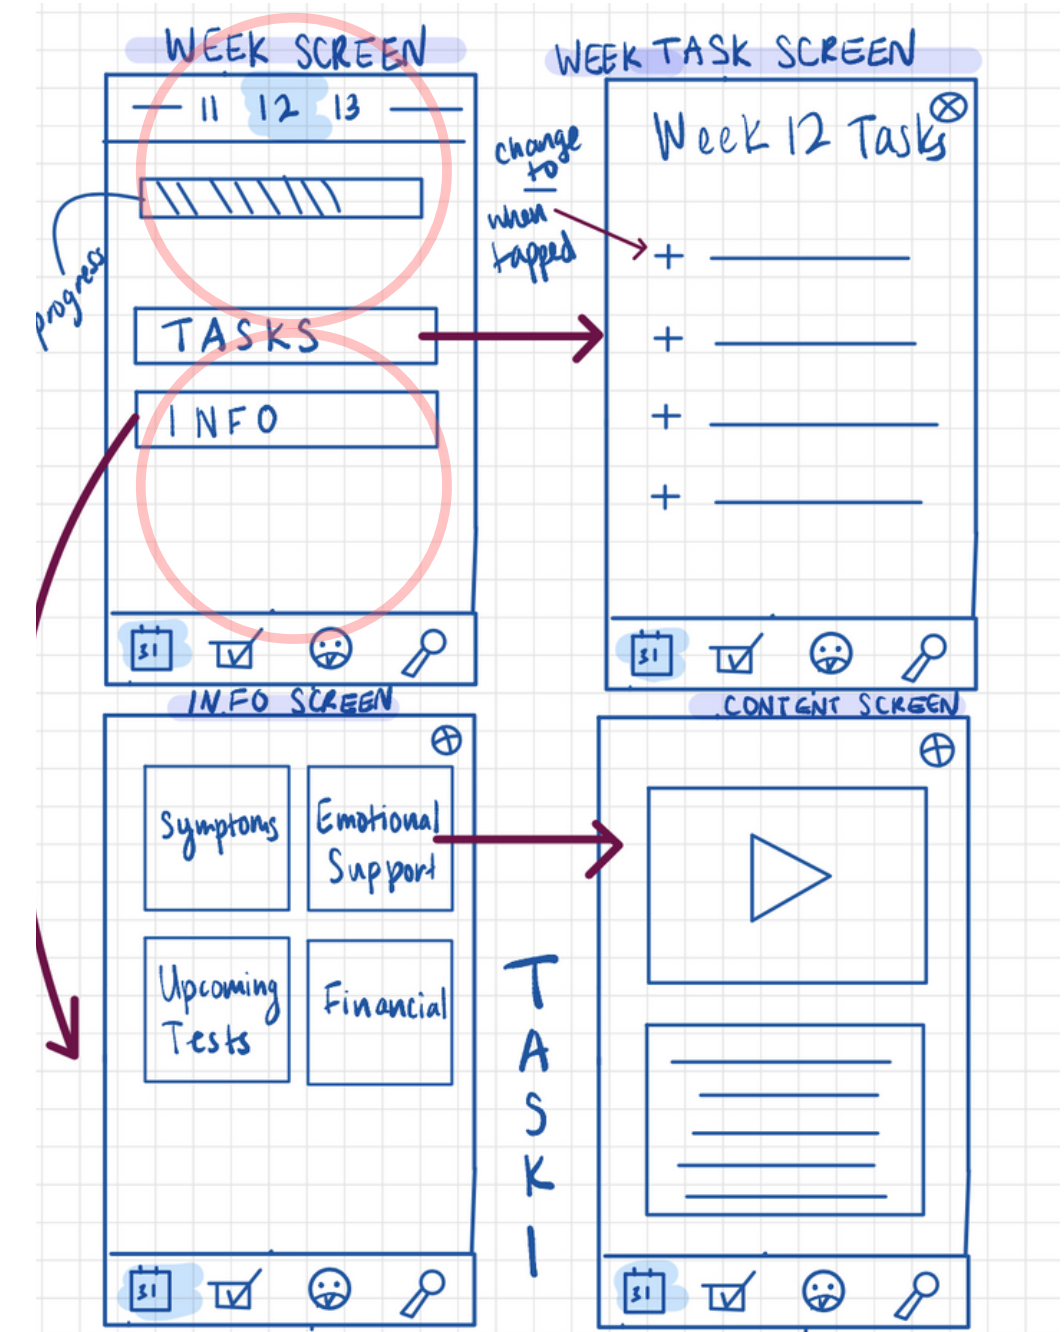 WEEK SCREEN
11 12 13
progress
TASKS
INFO
31
WEEK TASK SCREEN
Week 12 Tasks
change
to
when
tapped
31
INFO SCREEN
Symptoms
Emotional
Support
Upcoming
Tests
Financial
31
TASK 1
CONTENT SCREEN
31